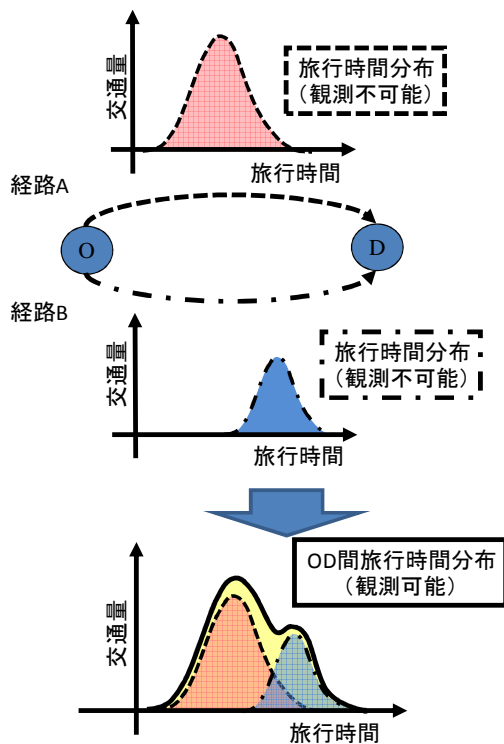 交通量
旅行時間分布
(観測不可能)
旅行時間
経路A
O
D
経路B
交通量
旅行時間分布
(観測不可能)
旅行時間
OD間旅行時間分布
(観測可能)
交通量
旅行時間